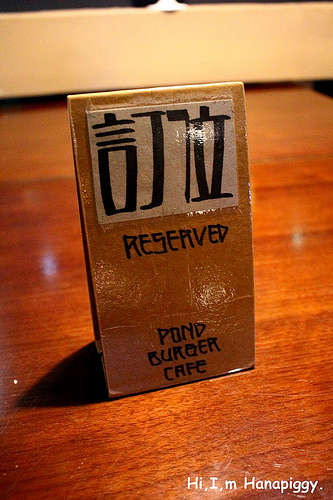 訂位
RESERVED
POND
BURGER
CAFE
Hi,I,m Hanapiggy.